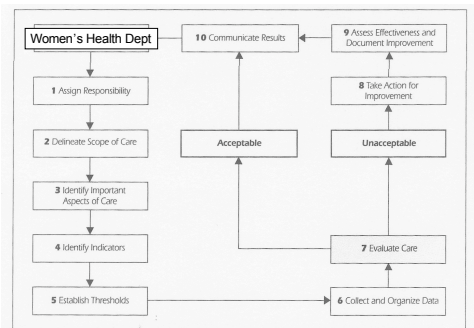 Women's Health Dept
10 Communicate Results
9 Assess Effectiveness and
Document Improvement
1 Assign Responsibility
8 Take Action for
Improvement
2 Delineate Scope of Care
Acceptable
Unacceptable
3 Identify Important
Aspects of Care
4 Identify Indicators
7 Evaluate Care
5 Establish Thresholds
6 Collect and Organize Data